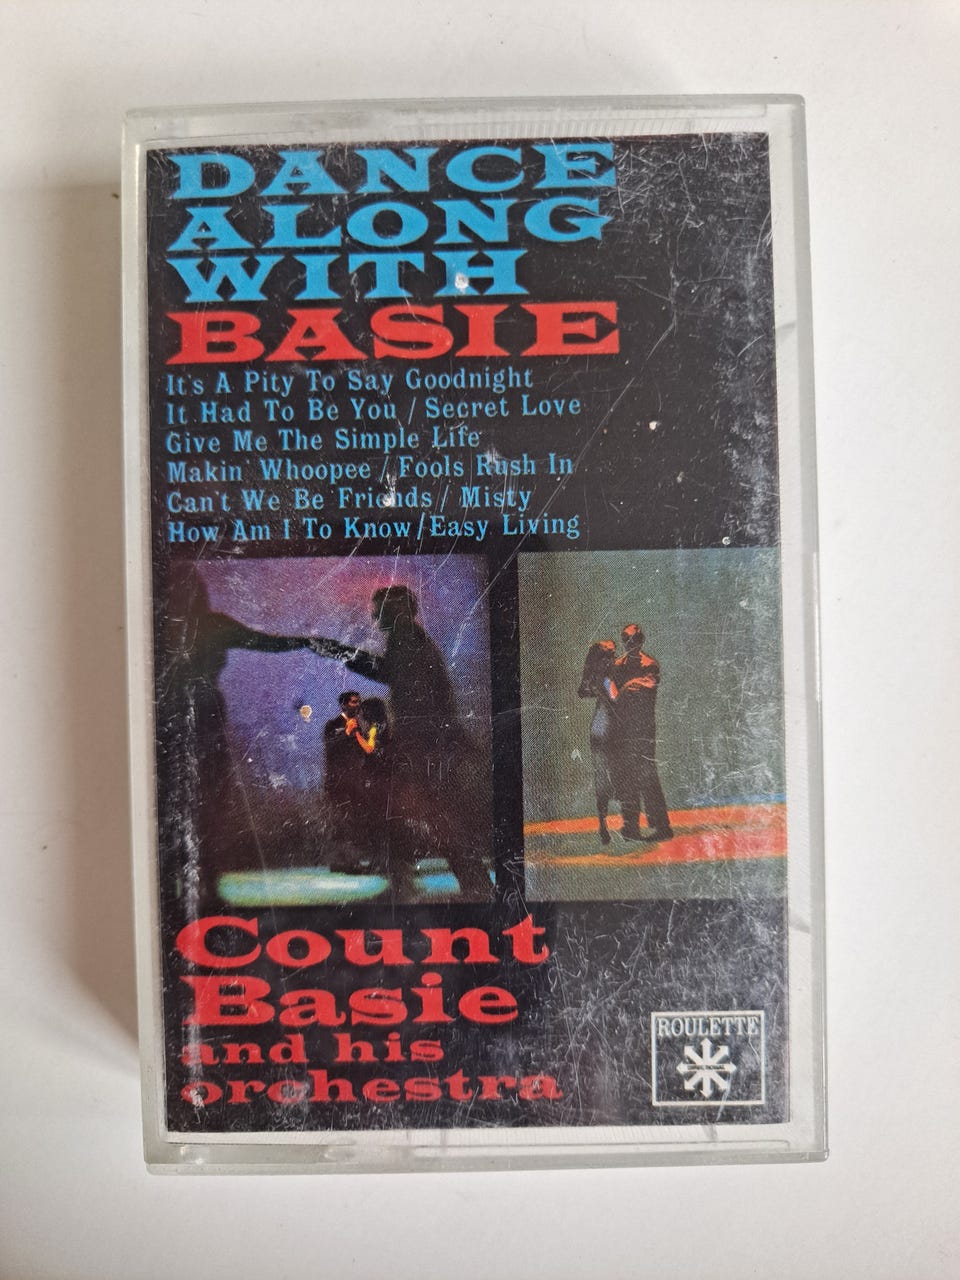 DANCE
ALONG
WITH
BASIE
It's A Pity To Say Goodnight
It Had To Be You / Secret Love
Give Me The Simple Life
Makin' Whoopee / Fools Rush In
Can't We Be Friends / Misty
How Am I To Know / Easy Living
Count
Basie
and his
orchestra
ROULETTE